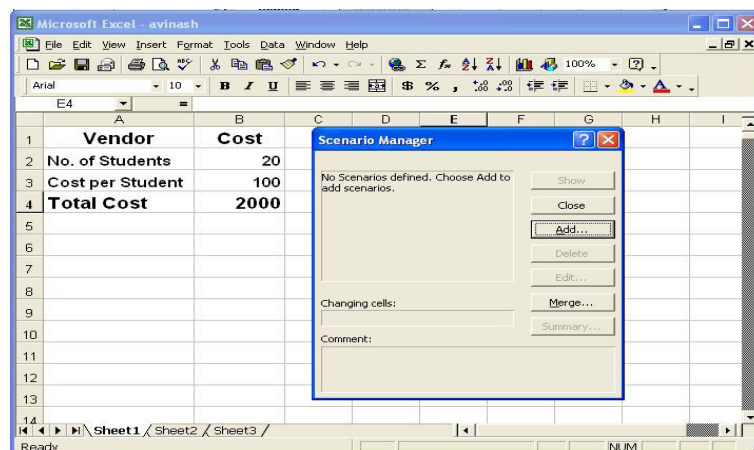 Microsoft Excel - avinash
File Edit View Insert Format Tools Data Window Help
100%
Arial 10 B I U $ % ,
E4 =
A B C D E F G H I
1 Vendor Cost
2 No. of Students 20
3 Cost per Student 100
4 Total Cost 2000
5
6
7
8
9
10
11
12
13
14
Scenario Manager
No Scenarios defined. Choose Add to
add scenarios.
Show
Close
Add...
Delete
Edit...
Changing cells:
Merge...
Summary...
Comment:
Sheet1 Sheet2 Sheet3
Ready NUM